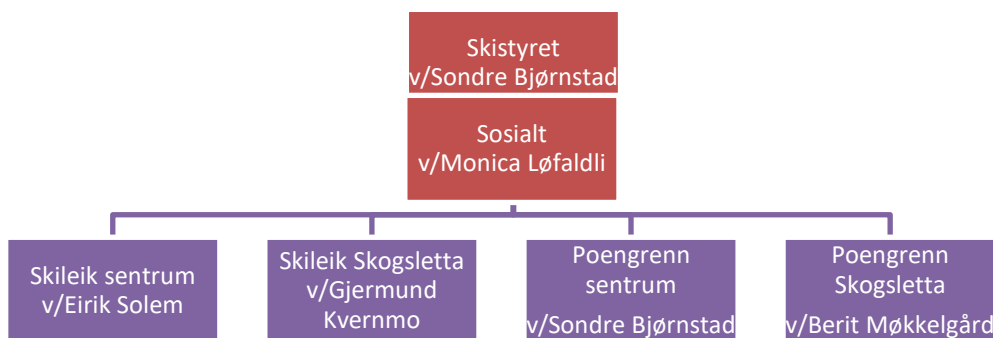 Skistyret
v/Sondre Bjørnstad
Sosialt
v/Monica Løfaldli
Skileik sentrum
v/Eirik Solem
Skileik Skogsletta
v/Gjermund
Kvernmo
Poengrenn
sentrum
v/Sondre Bjørnstad
Poengrenn
Skogsletta
v/Berit Møkkelgård